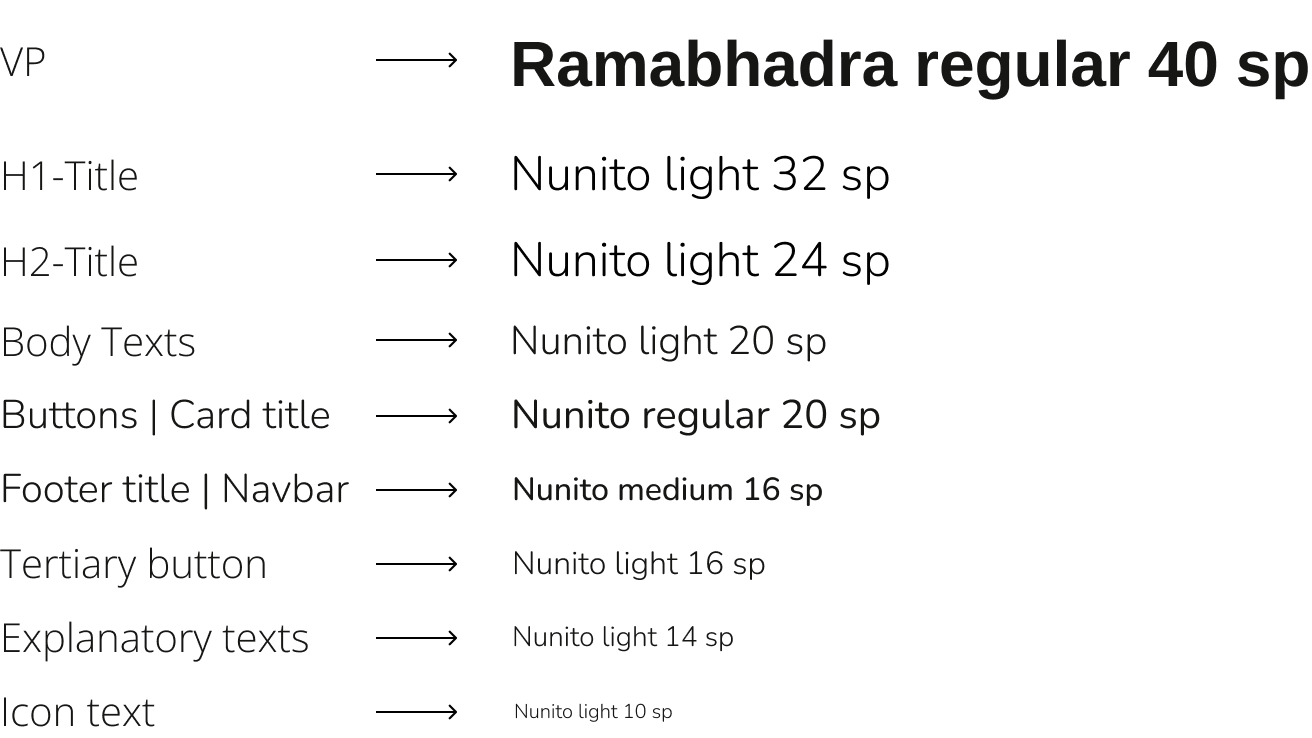 VP → Ramabhadra regular 40 sp
H1-Title → Nunito light 32 sp
H2-Title → Nunito light 24 sp
Body Texts → Nunito light 20 sp
Buttons | Card title → Nunito regular 20 sp
Footer title | Navbar → Nunito medium 16 sp
Tertiary button → Nunito light 16 sp
Explanatory texts → Nunito light 14 sp
Icon text → Nunito light 10 sp